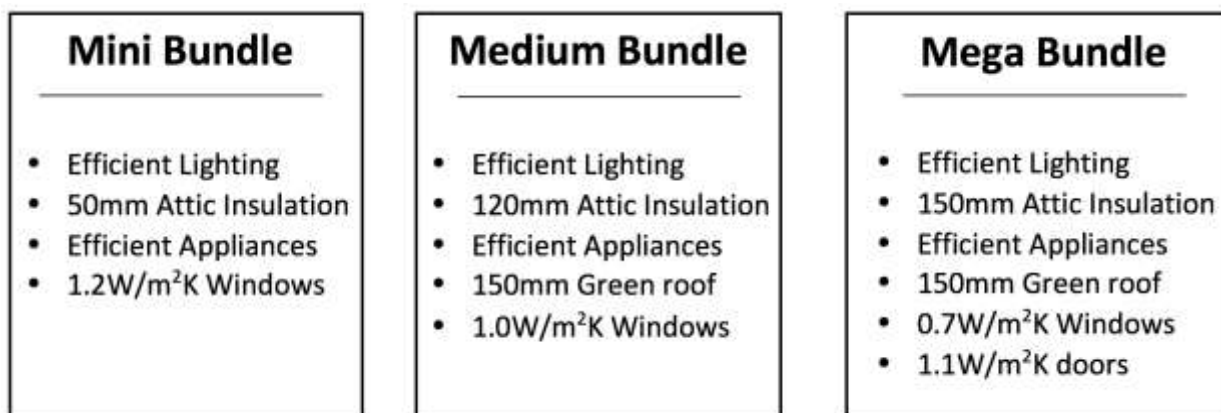 Mini Bundle
• Efficient Lighting
• 50mm Attic Insulation
• Efficient Appliances
• 1.2W/m²K Windows
Medium Bundle
• Efficient Lighting
• 120mm Attic Insulation
• Efficient Appliances
• 150mm Green roof
• 1.0W/m²K Windows
Mega Bundle
• Efficient Lighting
• 150mm Attic Insulation
• Efficient Appliances
• 150mm Green roof
• 0.7W/m²K Windows
• 1.1W/m²K doors